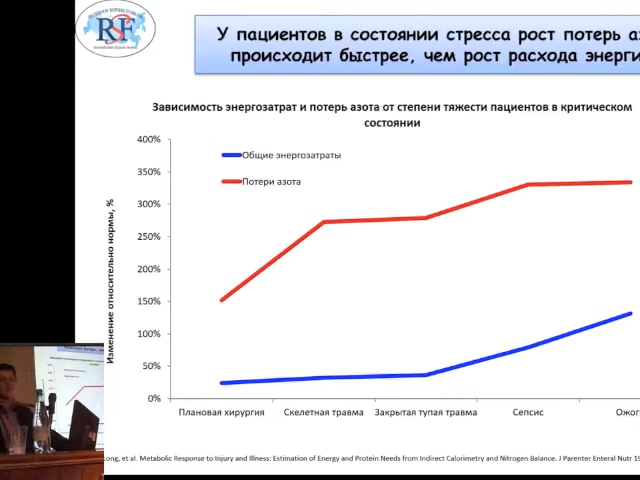 RSF
У пациентов в состоянии стресса рост потерь аз
происходит быстрее, чем рост расхода энерги
Зависимость энергозатрат и потерь азота от степени тяжести пациентов в критическом
состоянии
400%
350%
300%
250%
200%
150%
100%
50%
0%
Изменение относительно нормы, %
Общие энергозатраты
Потери азота
Плановая хирургия Скелетная травма Закрытая тупая травма Сепсис Ожог
ong, et al. Metabolic Response to Injury and Illness: Estimation of Energy and Protein Needs from Indirect Calorimetry and Nitrogen Balance. J Parenter Enteral Nutr 19